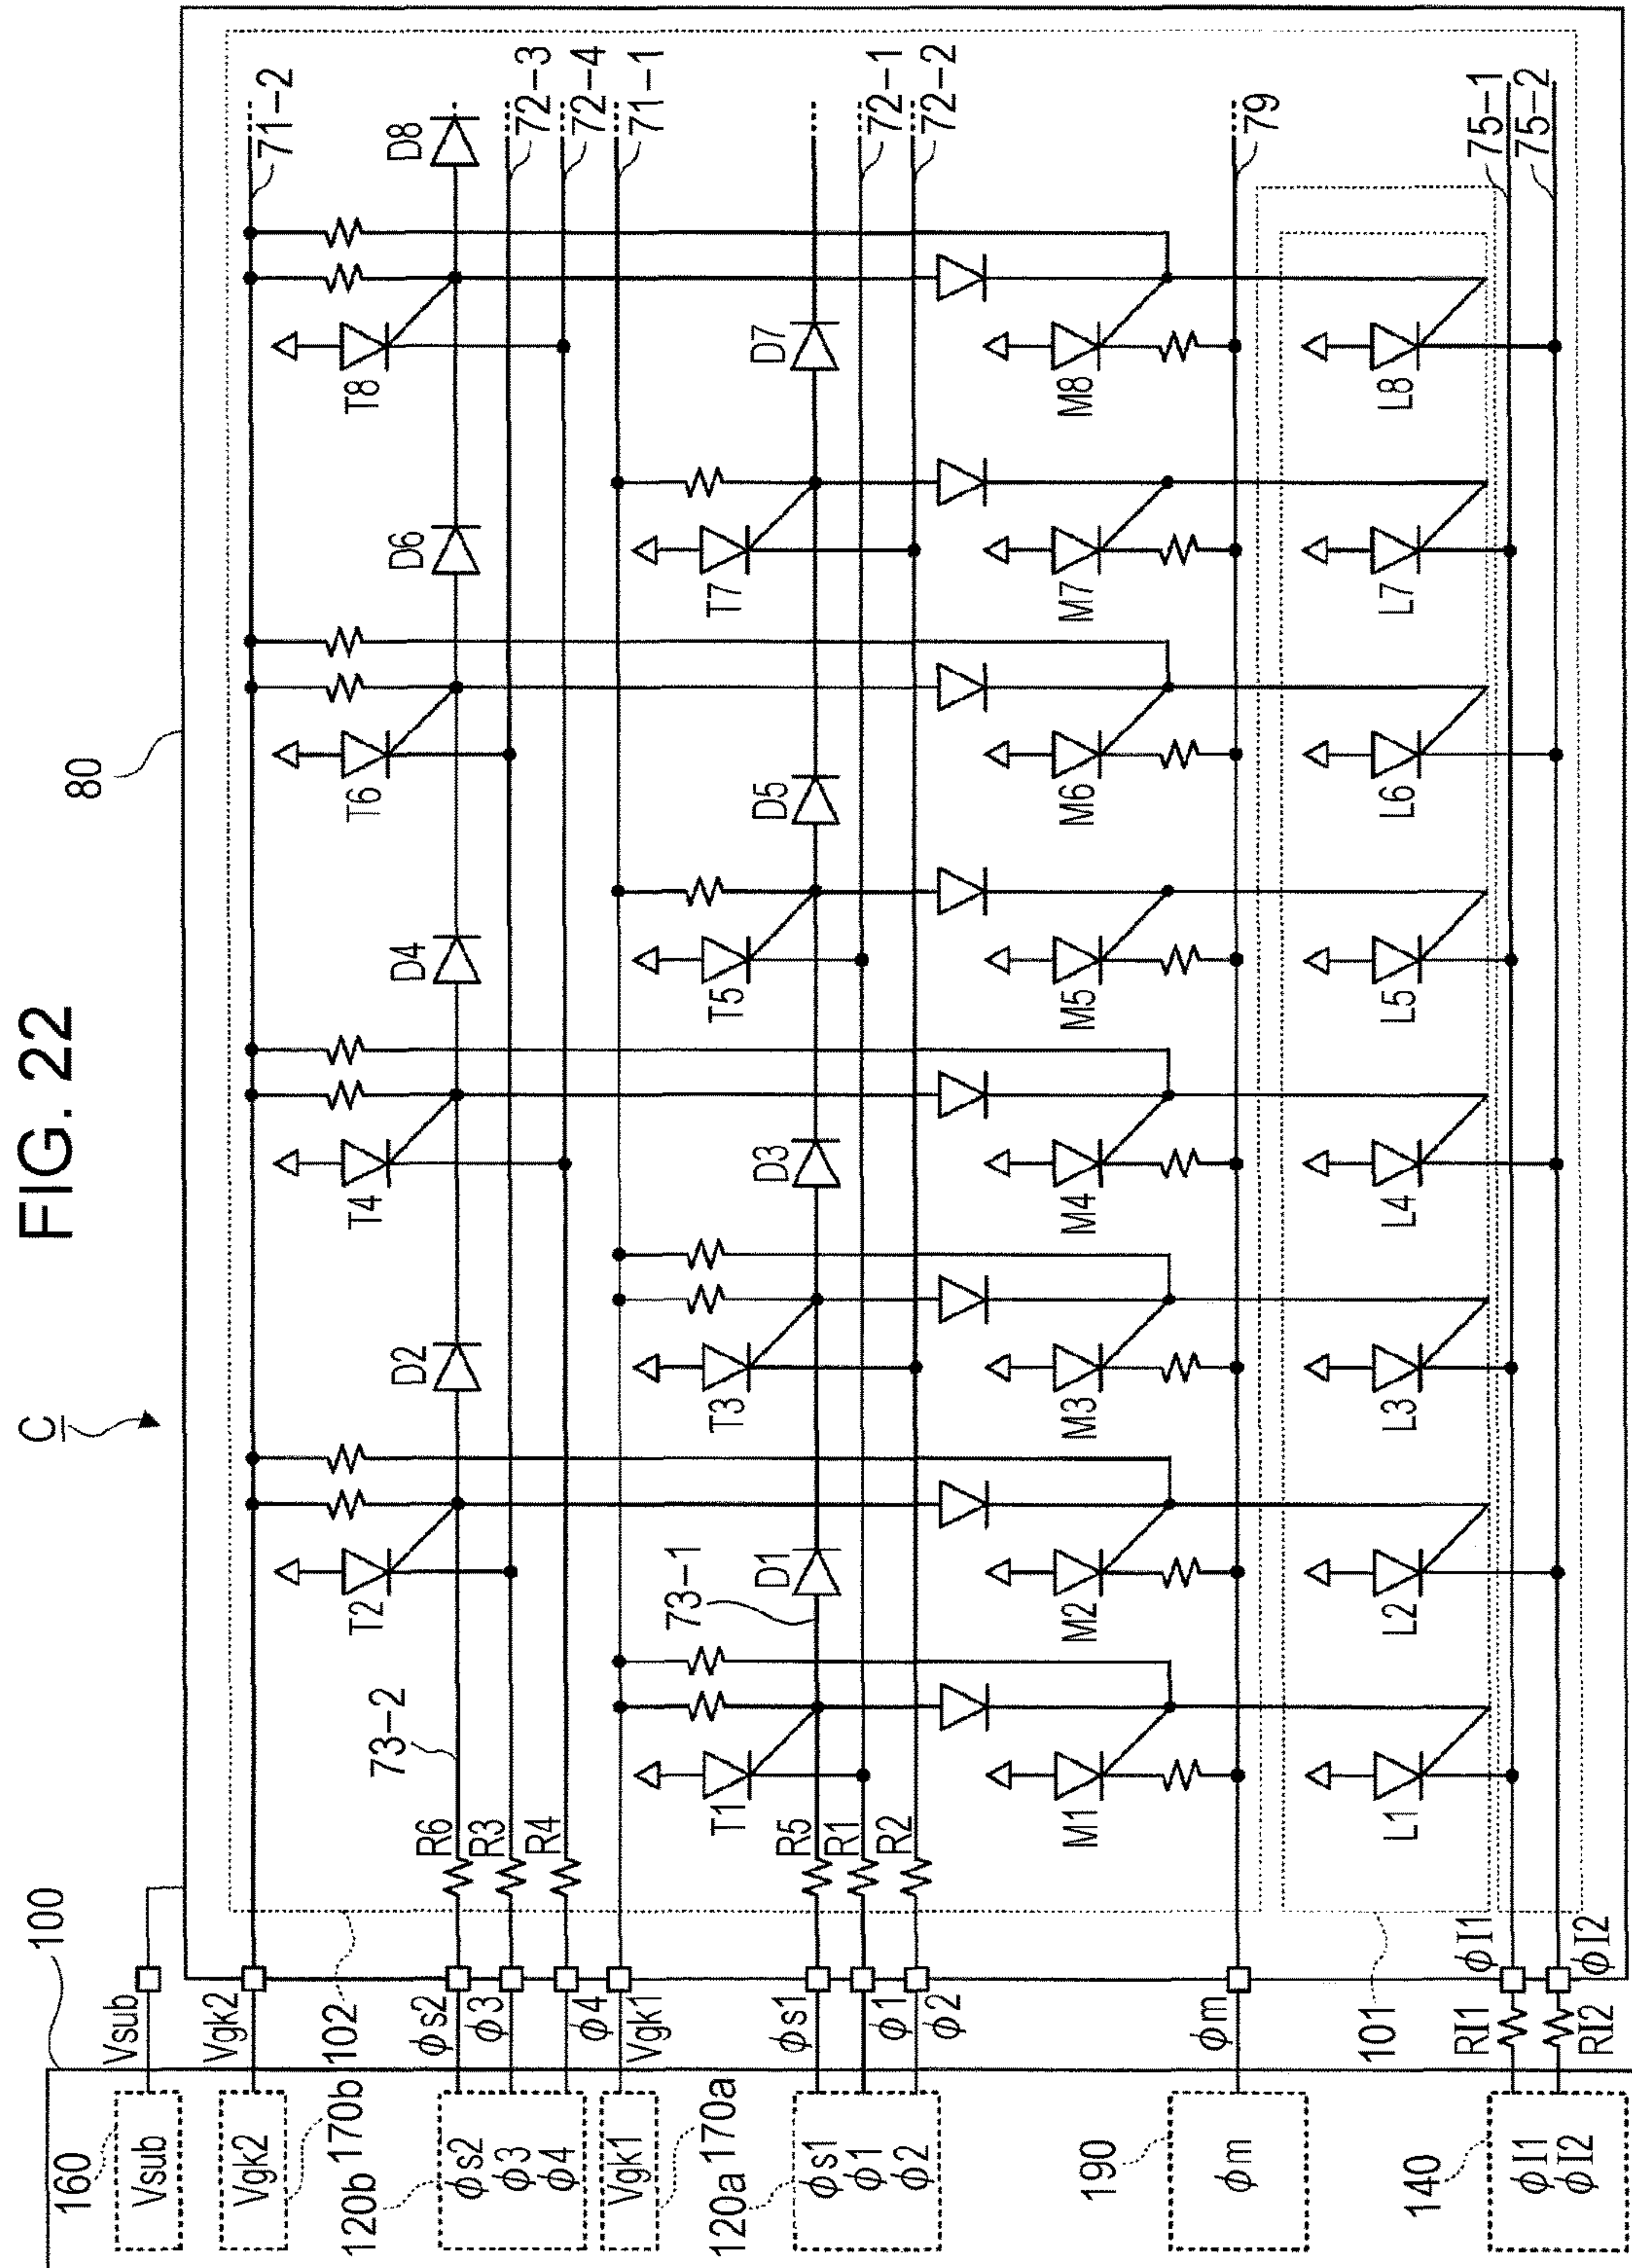 FIG. 22
C
80
100
160
Vsub
Vsub
71-2
Vgk2
Vgk2
170b
102
D2
D4
D6
D8
T2
T4
T6
T8
73-2
R6
R3
R4
72-3
72-4
ϕs2
ϕ3
ϕ4
120b
ϕs2
ϕ3
ϕ4
71-1
Vgk1
Vgk1
170a
T1
T3
T5
T7
73-1
D1
D3
D5
D7
R5
R1
R2
72-1
72-2
ϕs1
ϕ1
ϕ2
120a
ϕs1
ϕ1
ϕ2
M1
M2
M3
M4
M5
M6
M7
M8
79
ϕm
190
ϕm
L1
L2
L3
L4
L5
L6
L7
L8
101
75-1
75-2
ϕI1
ϕI2
RI1
RI2
140
ϕI1
ϕI2